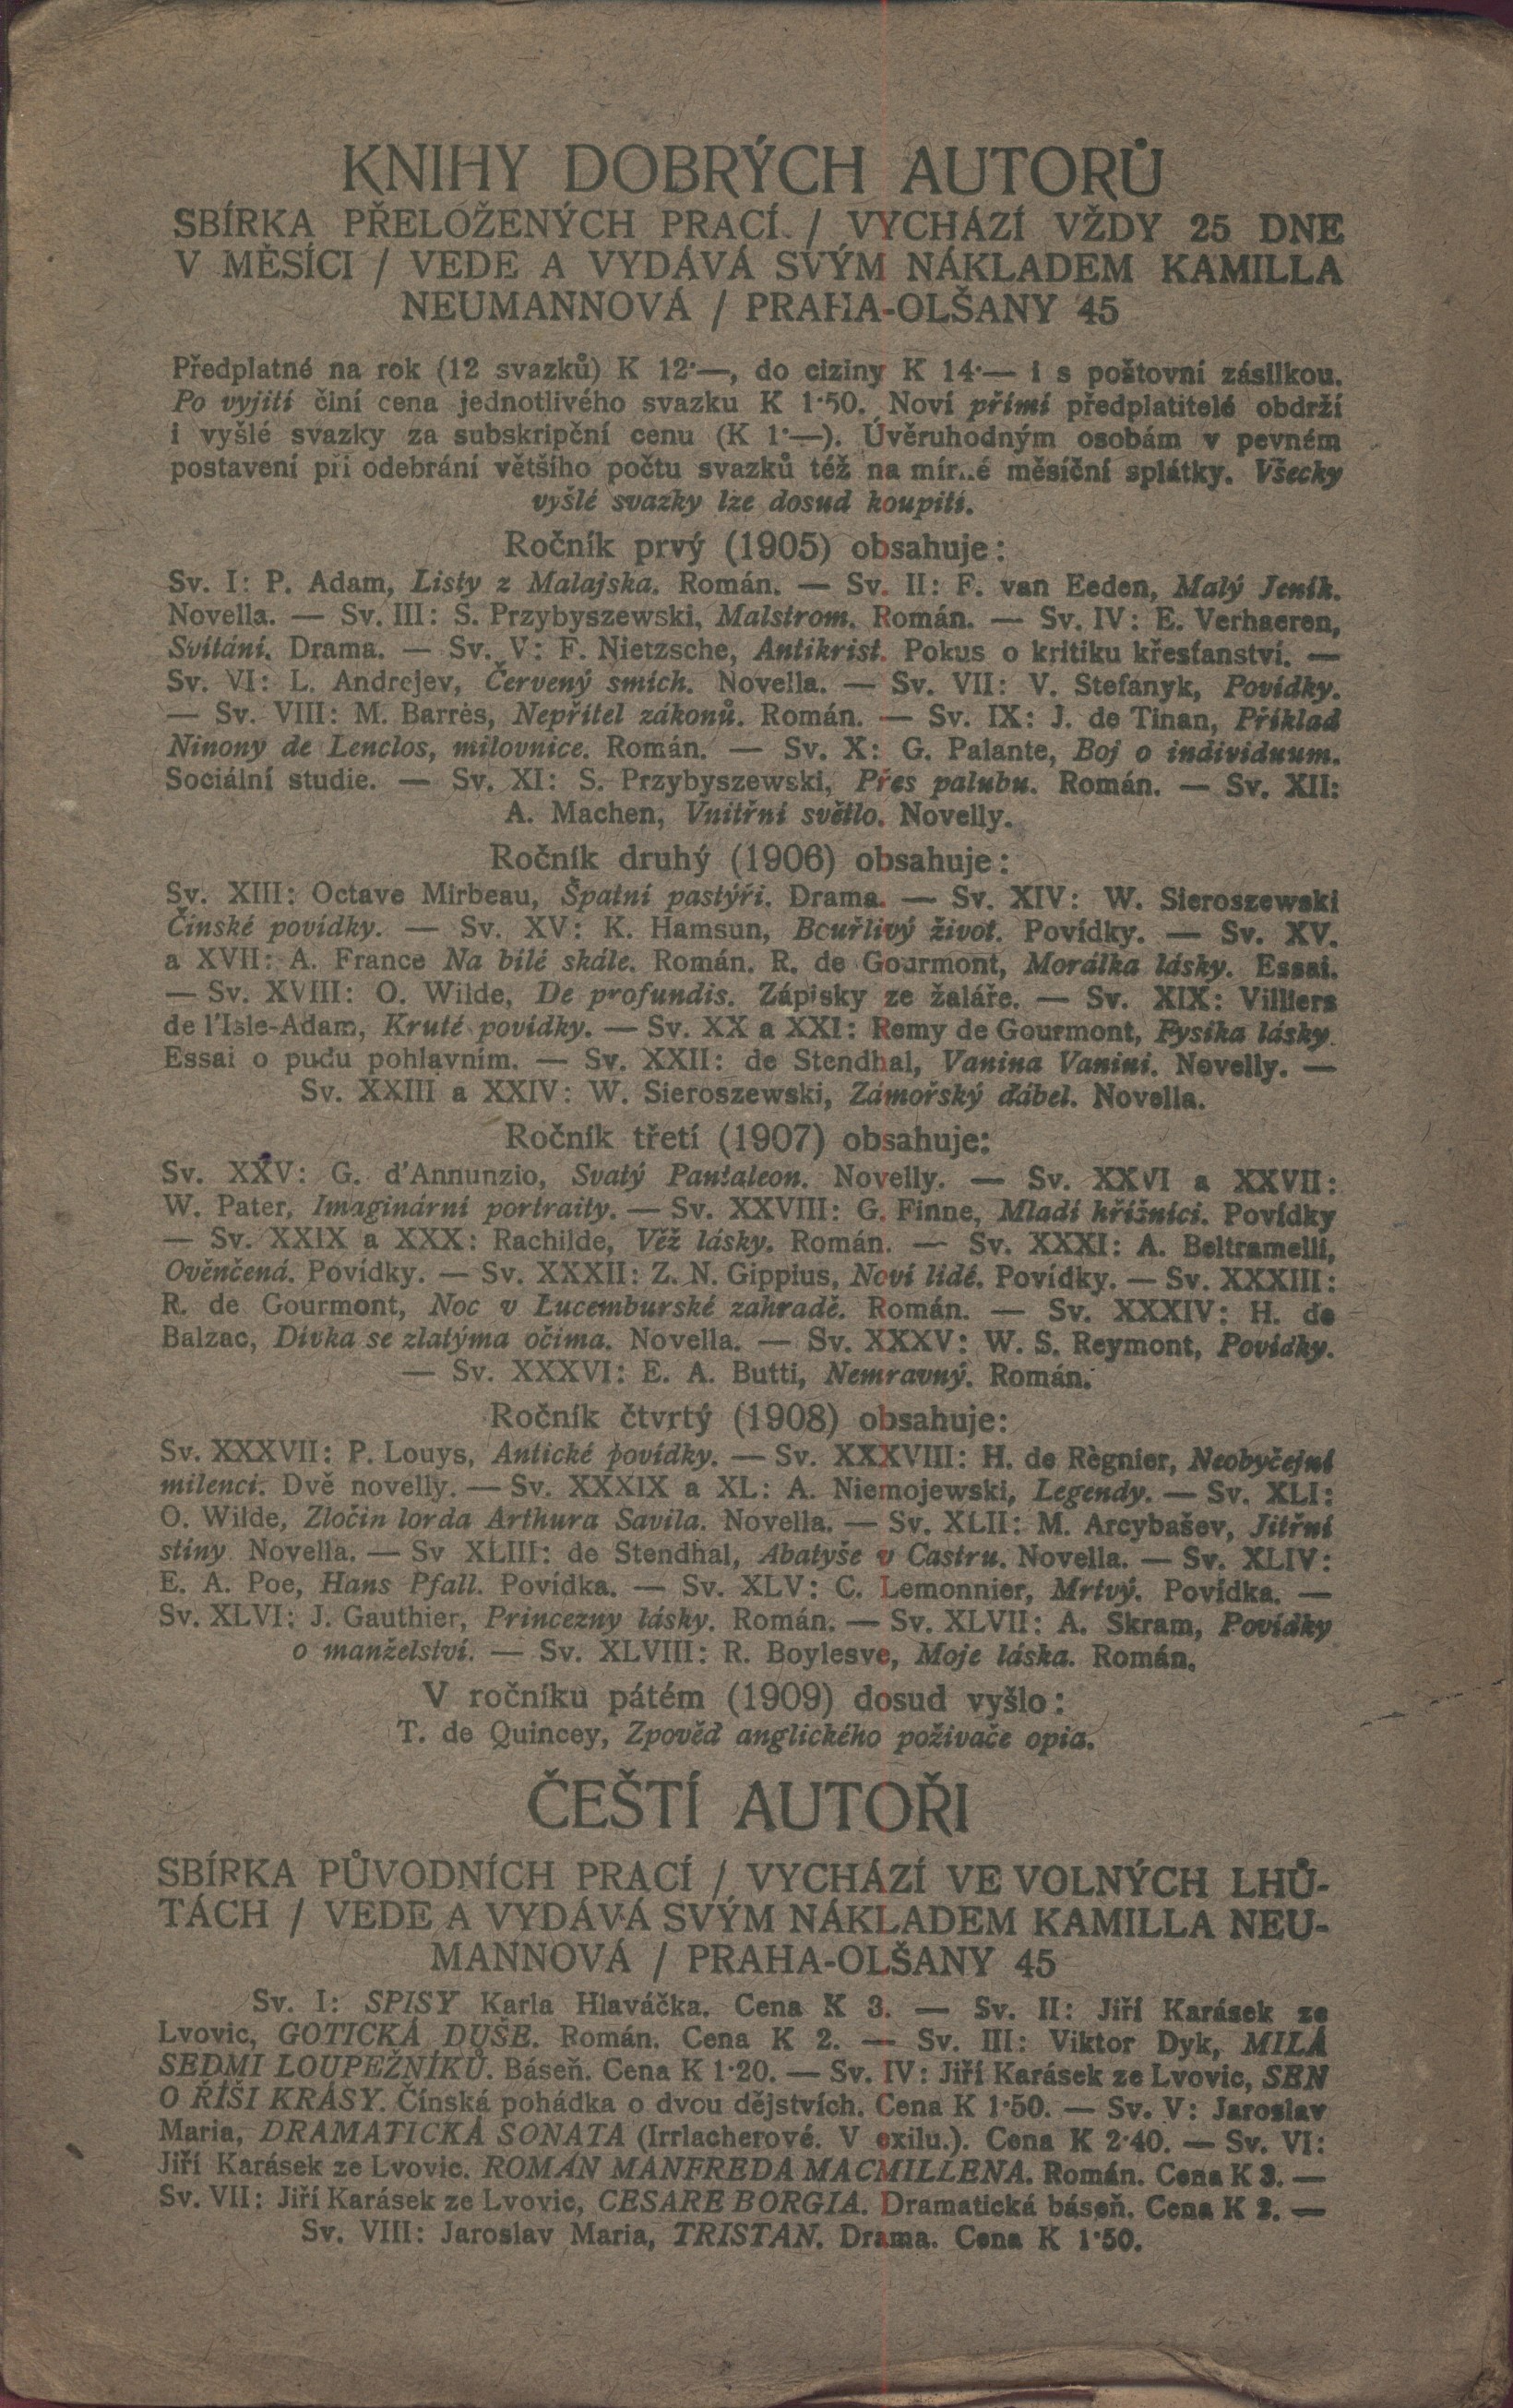 KNIHY DOBRÝCH AUTORŮ
SBÍRKA PŘELOŽENÝCH PRACÍ / VYCHÁZÍ VŽDY 25 DNE
V MĚSÍCI / VEDE A VYDÁVÁ SVÝM NÁKLADEM KAMILLA
NEUMANNOVÁ / PRAHA-OLŠANY 45
Předplatné na rok (12 svazků) K 12·—, do ciziny K 14·— i s poštovní zásilkou.
Po vyjití činí cena jednotlivého svazku K 1·50. Noví přímí předplatitelé obdrží
i vyšlé svazky za subskripční cenu (K 1·—). Úvěruhodným osobám v pevném
postavení při odebrání většího počtu svazků též na mírné měsíční splátky. Všecky
vyšlé svazky lze dosud koupiti.
Ročník prvý (1905) obsahuje:
Sv. I: P. Adam, Listy z Malajska. Román. — Sv. II: F. van Eeden, Malý Jeník.
Novella. — Sv. III: S. Przybyszewski, Malstrom. Román. — Sv. IV: E. Verhaeren,
Svítání. Drama. — Sv. V: F. Nietzsche, Antikrist. Pokus o kritiku křesťanství. —
Sv. VI: L. Andrejev, Červený smích. Novella. — Sv. VII: V. Stefanyk, Povídky.
— Sv. VIII: M. Barrès, Nepřítel zákonů. Román. — Sv. IX: J. de Tinan, Příklad
Ninony de Lenclos, milovnice. Román. — Sv. X: G. Palante, Boj o individuum.
Sociální studie. — Sv. XI: S. Przybyszewski, Přes palubu. Román. — Sv. XII:
A. Machen, Vnitřní světlo. Novelly.
Ročník druhý (1906) obsahuje:
Sv. XIII: Octave Mirbeau, Špatní pastýři. Drama. — Sv. XIV: W. Sieroszewski
Čínské povídky. — Sv. XV: K. Hamsun, Bouřlivý život. Povídky. — Sv. XV.
a XVII: A. France Na bílé skále. Román. R. de Gourmont, Morálka lásky. Essai.
— Sv. XVIII: O. Wilde, De profundis. Zápisky ze žaláře. — Sv. XIX: Villiers
de l'Isle-Adam, Kruté povídky. — Sv. XX a XXI: Remy de Gourmont, Fysika lásky.
Essai o pudu pohlavním. — Sv. XXII: de Stendhal, Vanina Vanini. Novelly. —
Sv. XXIII a XXIV: W. Sieroszewski, Zámořský ďábel. Novella.
Ročník třetí (1907) obsahuje:
Sv. XXV: G. d'Annunzio, Svatý Pantaleon. Novelly. — Sv. XXVI a XXVII:
W. Pater, Imaginární portraity. — Sv. XXVIII: G. Finne, Mladí křižníci. Povídky
— Sv. XXIX a XXX: Rachilde, Věž lásky. Román. — Sv. XXXI: A. Beltramelli,
Ověnčená. Povídky. — Sv. XXXII: Z. N. Gippius, Noví lidé. Povídky. — Sv. XXXIII:
R. de Gourmont, Noc v Lucemburské zahradě. Román. — Sv. XXXIV: H. de
Balzac, Dívka se zlatýma očima. Novella. — Sv. XXXV: W. S. Reymont, Povídky.
— Sv. XXXVI: E. A. Butti, Nemravný. Román.
Ročník čtvrtý (1908) obsahuje:
Sv. XXXVII: P. Louys, Antické povídky. — Sv. XXXVIII: H. de Règnier, Neobyčejní
milenci. Dvě novelly. — Sv. XXXIX a XL: A. Niemojewski, Legendy. — Sv. XLI:
O. Wilde, Zločin lorda Arthura Savila. Novella. — Sv. XLII: M. Arcybašev, Jitřní
stíny Novella. — Sv XLIII: de Stendhal, Abatyše v Castru. Novella. — Sv. XLIV:
E. A. Poe, Hans Pfall. Povídka. — Sv. XLV: C. Lemonnier, Mrtvý. Povídka. —
Sv. XLVI: J. Gauthier, Princezny lásky. Román. — Sv. XLVII: A. Skram, Povídky
o manželství. — Sv. XLVIII: R. Boylesve, Moje láska. Román.
V ročníku pátém (1909) dosud vyšlo:
T. de Quincey, Zpověď anglického poživače opia.
ČEŠTÍ AUTOŘI
SBÍRKA PŮVODNÍCH PRACÍ / VYCHÁZÍ VE VOLNÝCH LHŮ-
TÁCH / VEDE A VYDÁVÁ SVÝM NÁKLADEM KAMILLA NEU-
MANNOVÁ / PRAHA-OLŠANY 45
Sv. I: SPISY Karla Hlaváčka. Cena K 3. — Sv. II: Jiří Karásek ze
Lvovic, GOTICKÁ DUŠE. Román. Cena K 2. — Sv. III: Viktor Dyk, MILÁ
SEDMI LOUPEŽNÍKŮ. Báseň. Cena K 1·20. — Sv. IV: Jiří Karásek ze Lvovic, SEN
O ŘÍŠI KRÁSY. Čínská pohádka o dvou dějstvích. Cena K 1·50. — Sv. V: Jaroslav
Maria, DRAMATICKÁ SONATA (Irrlacherové. V exilu.). Cena K 2·40. — Sv. VI:
Jiří Karásek ze Lvovic. ROMÁN MANFREDA MACMILLENA. Román. Cena K 3. —
Sv. VII: Jiří Karásek ze Lvovic, CESARE BORGIA. Dramatická báseň. Cena K 2. —
Sv. VIII: Jaroslav Maria, TRISTAN. Drama. Cena K 1·50.